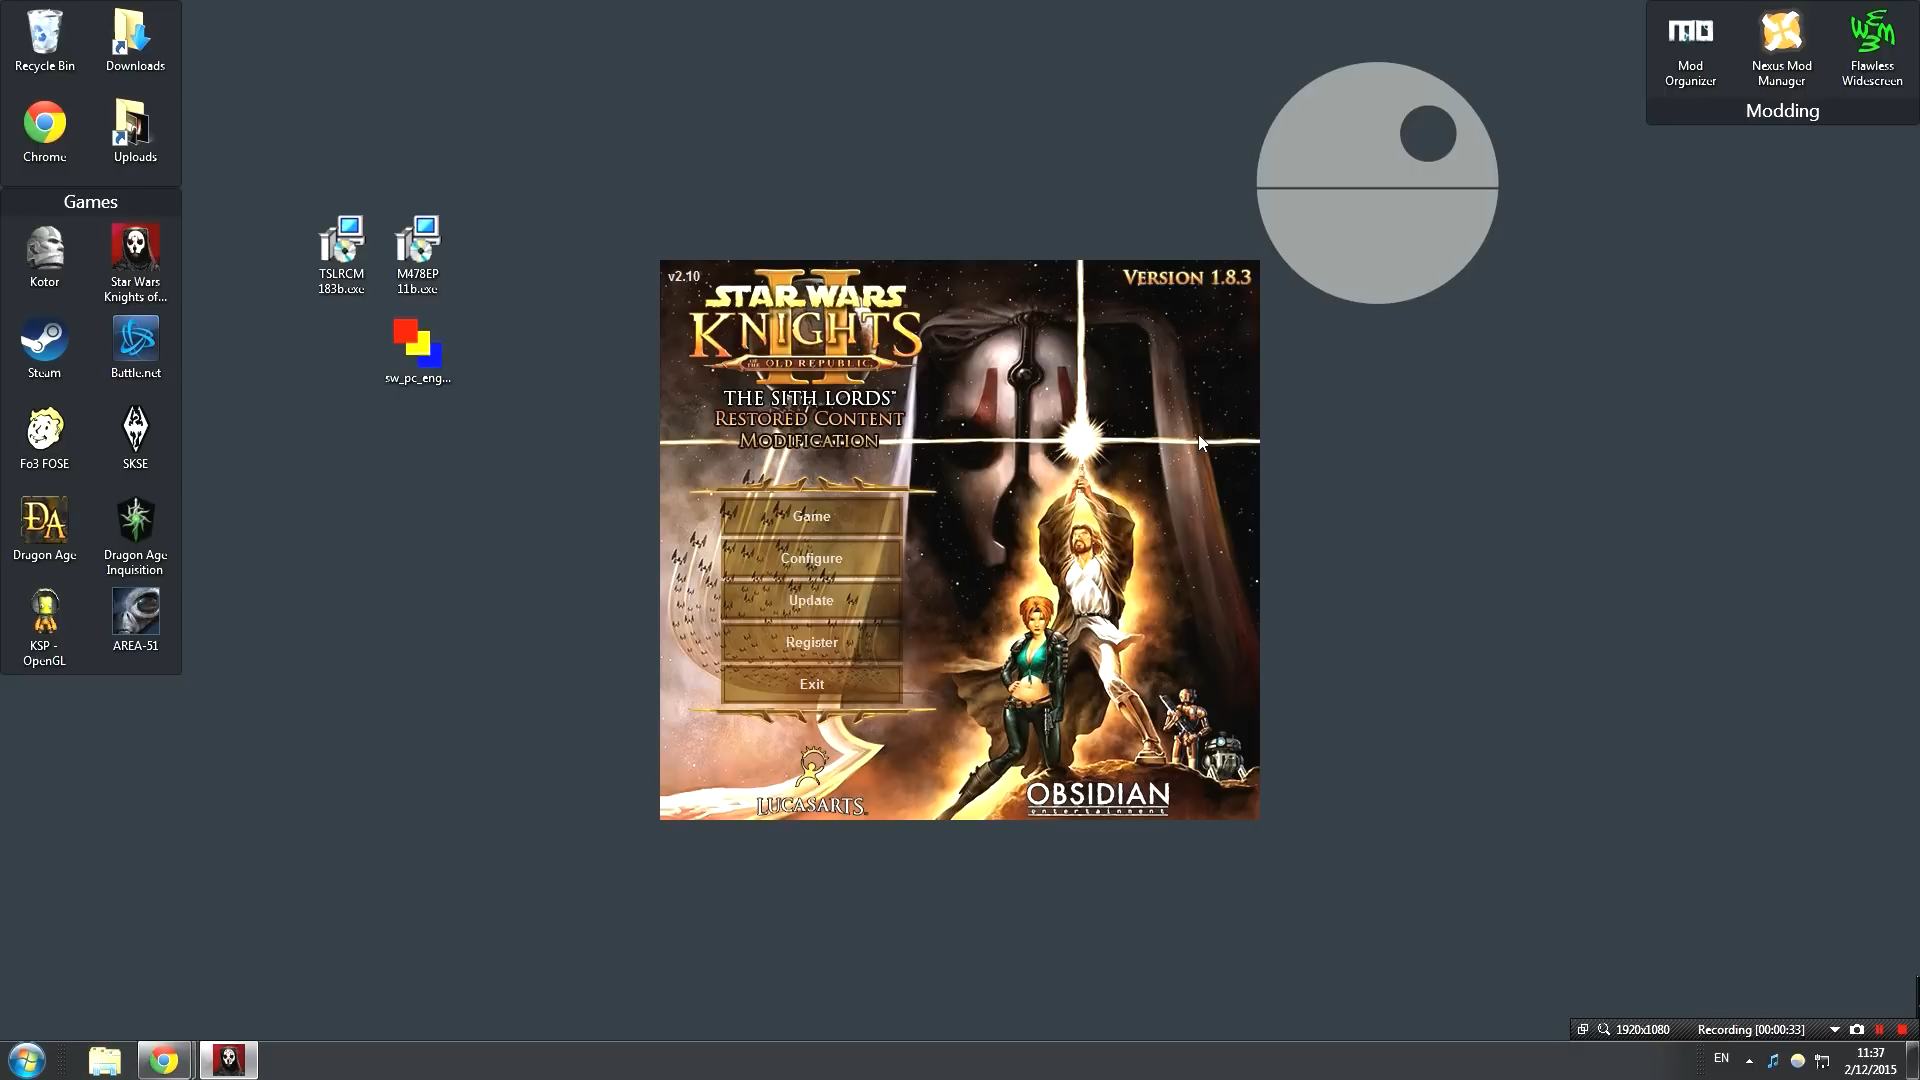 Recycle Bin
Downloads
Chrome
Uploads
Games
Kotor
Star Wars
Knights of...
Steam
Battle.net
Fo3 FOSE
SKSE
DA
Dragon Age
Dragon Age
Inquisition
KSP -
OpenGL
AREA-51
TSLRCM
183b.exe
M478EP
11b.exe
sw_pc_eng...
v2.10
VERSION 1.8.3
STAR WARS
KNIGHTS
II
OF THE OLD REPUBLIC
THE SITH LORDS™
RESTORED CONTENT
MODIFICATION
Game
Configure
Update
Register
Exit
LUCASARTS
OBSIDIAN
entertainment
MO
Mod
Organizer
Nexus Mod
Manager
Flawless
Widescreen
Modding
1920x1080
Recording [00:00:33]
EN
11:37
2/12/2015